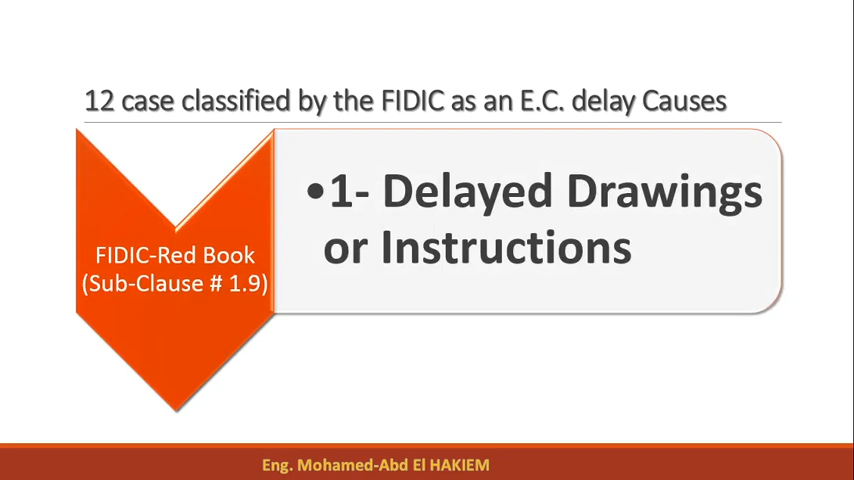 12 case classified by the FIDIC as an E.C. delay Causes
FIDIC-Red Book
(Sub-Clause # 1.9)
•1- Delayed Drawings
or Instructions
Eng. Mohamed-Abd El HAKIEM